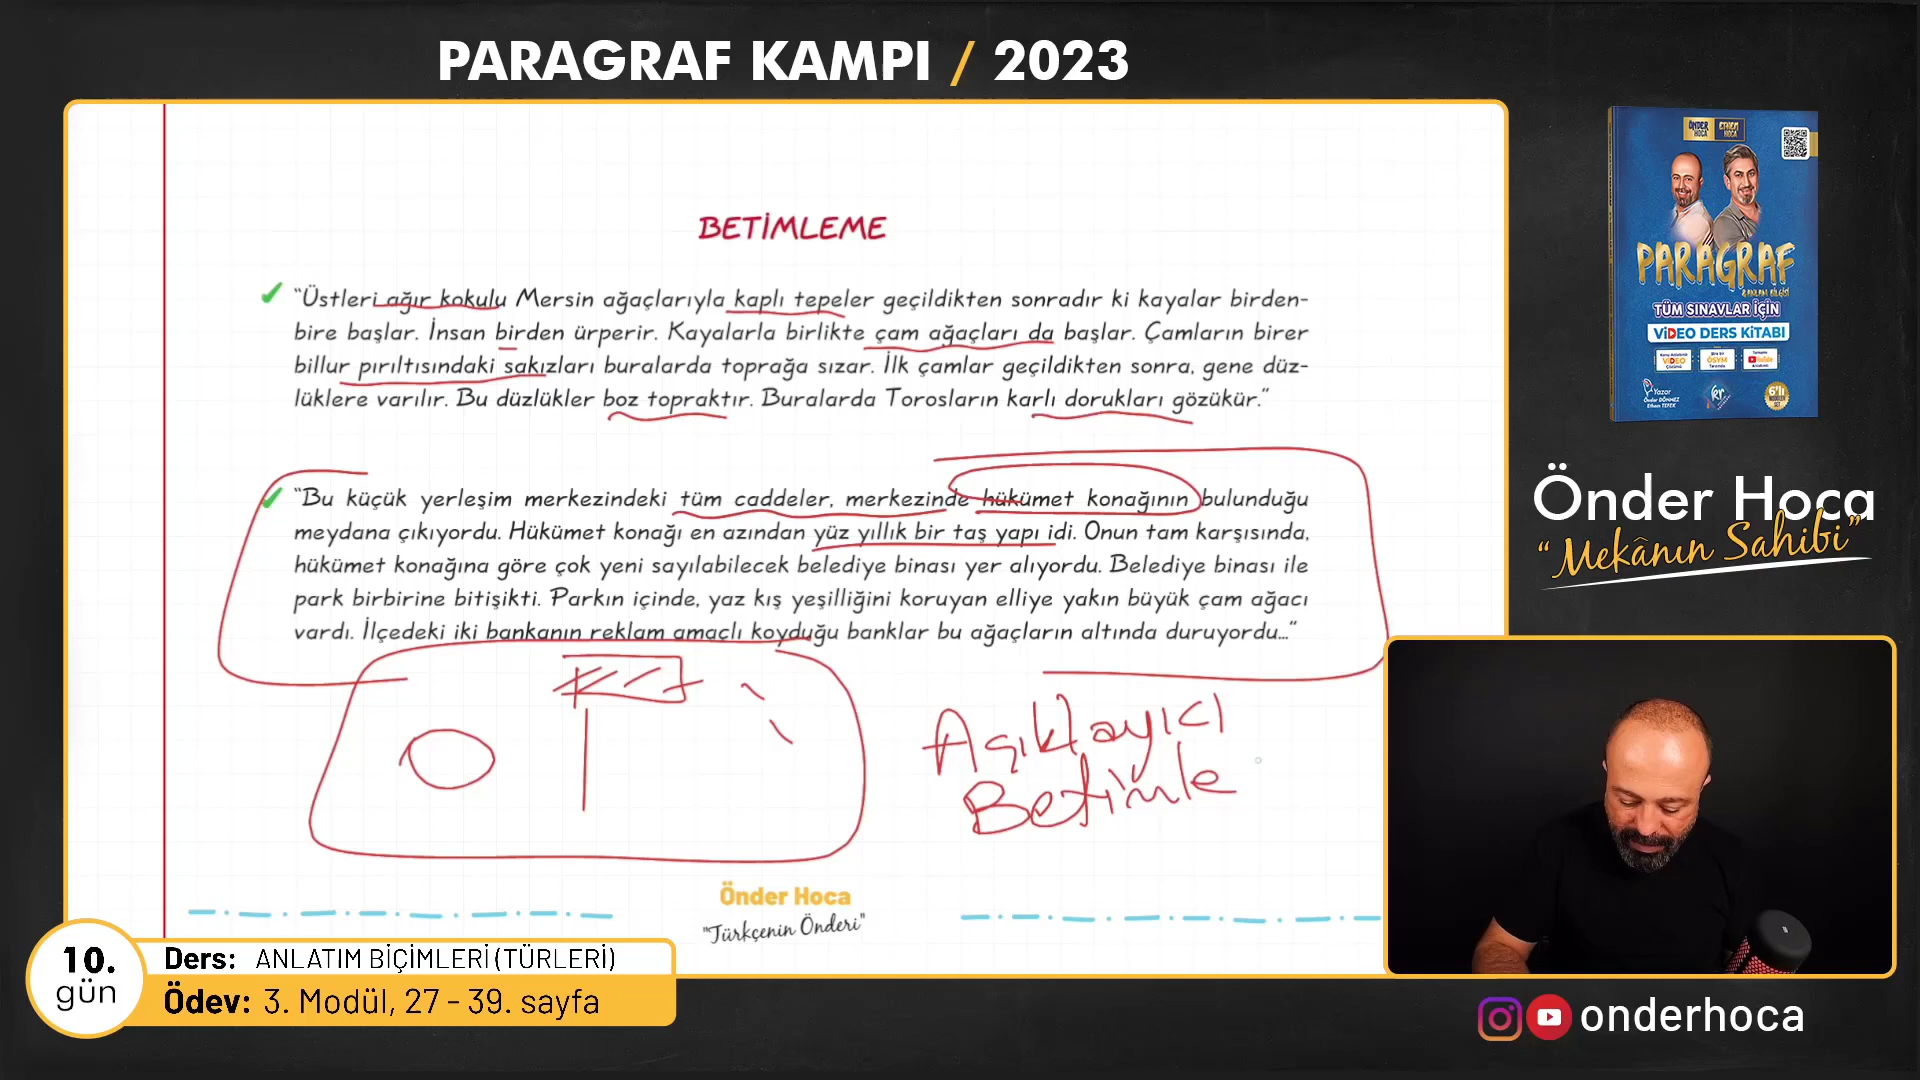 PARAGRAF KAMPI / 2023
BETİMLEME
"Üstleri ağır kokulu Mersin ağaçlarıyla kaplı tepeler geçildikten sonradır ki kayalar birden-
bire başlar. İnsan birden ürperir. Kayalarla birlikte çam ağaçları da başlar. Çamların birer
billur pırıltısındaki sakızları buralarda toprağa sızar. İlk çamlar geçildikten sonra, gene düz-
lüklere varılır. Bu düzlükler boz topraktır. Buralarda Torosların karlı dorukları gözükür."
"Bu küçük yerleşim merkezindeki tüm caddeler, merkezinde hükümet konağının bulunduğu
meydana çıkıyordu. Hükümet konağı en azından yüz yıllık bir taş yapı idi. Onun tam karşısında,
hükümet konağına göre çok yeni sayılabilecek belediye binası yer alıyordu. Belediye binası ile
park birbirine bitişikti. Parkın içinde, yaz kış yeşilliğini koruyan elliye yakın büyük çam ağacı
vardı. İlçedeki iki bankanın reklam amaçlı koyduğu banklar bu ağaçların altında duruyordu..."
Açıklayıcı
Betimle
Önder Hoca
"Türkçenin Önderi"
10.
gün
Ders: ANLATIM BİÇİMLERİ (TÜRLERİ)
Ödev: 3. Modül, 27 - 39. sayfa
ÖNDER
HOCA
ETHEM
HOCA
PARAGRAF
TÜM SINAVLAR İÇİN
VİDEO DERS KİTABI
Önder Hoca
"Mekânın Sahibi"
onderhoca